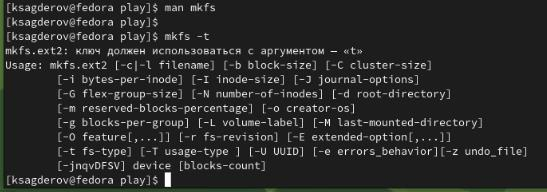 [ksagderov@fedora play]$ man mkfs
[ksagderov@fedora play]$
[ksagderov@fedora play]$ mkfs -t
mkfs.ext2: ключ должен использоваться с аргументом — «t»
Usage: mkfs.ext2 [-c|-l filename] [-b block-size] [-C cluster-size]
[-i bytes-per-inode] [-I inode-size] [-J journal-options]
[-G flex-group-size] [-N number-of-inodes] [-d root-directory]
[-m reserved-blocks-percentage] [-o creator-os]
[-g blocks-per-group] [-L volume-label] [-M last-mounted-directory]
[-O feature[,...]] [-r fs-revision] [-E extended-option[,...]]
[-t fs-type] [-T usage-type ] [-U UUID] [-e errors_behavior][-z undo_file]
[-jnqvDFSV] device [blocks-count]
[ksagderov@fedora play]$